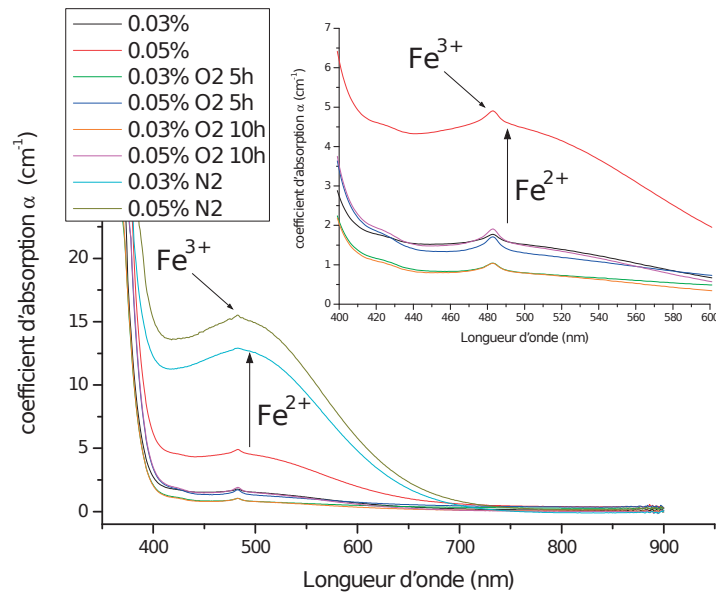 0.03%
0.05%
0.03% O2 5h
0.05% O2 5h
0.03% O2 10h
0.05% O2 10h
0.03% N2
0.05% N2
coefficient d'absorption α (cm-1)
25
20
15
10
5
0
400
500
600
700
800
900
Longueur d'onde (nm)
Fe3+
Fe2+
coefficient d'absorption α (cm-1)
7
6
5
4
3
2
1
0
400
420
440
460
480
500
520
540
560
580
600
Longueur d'onde (nm)
Fe3+
Fe2+